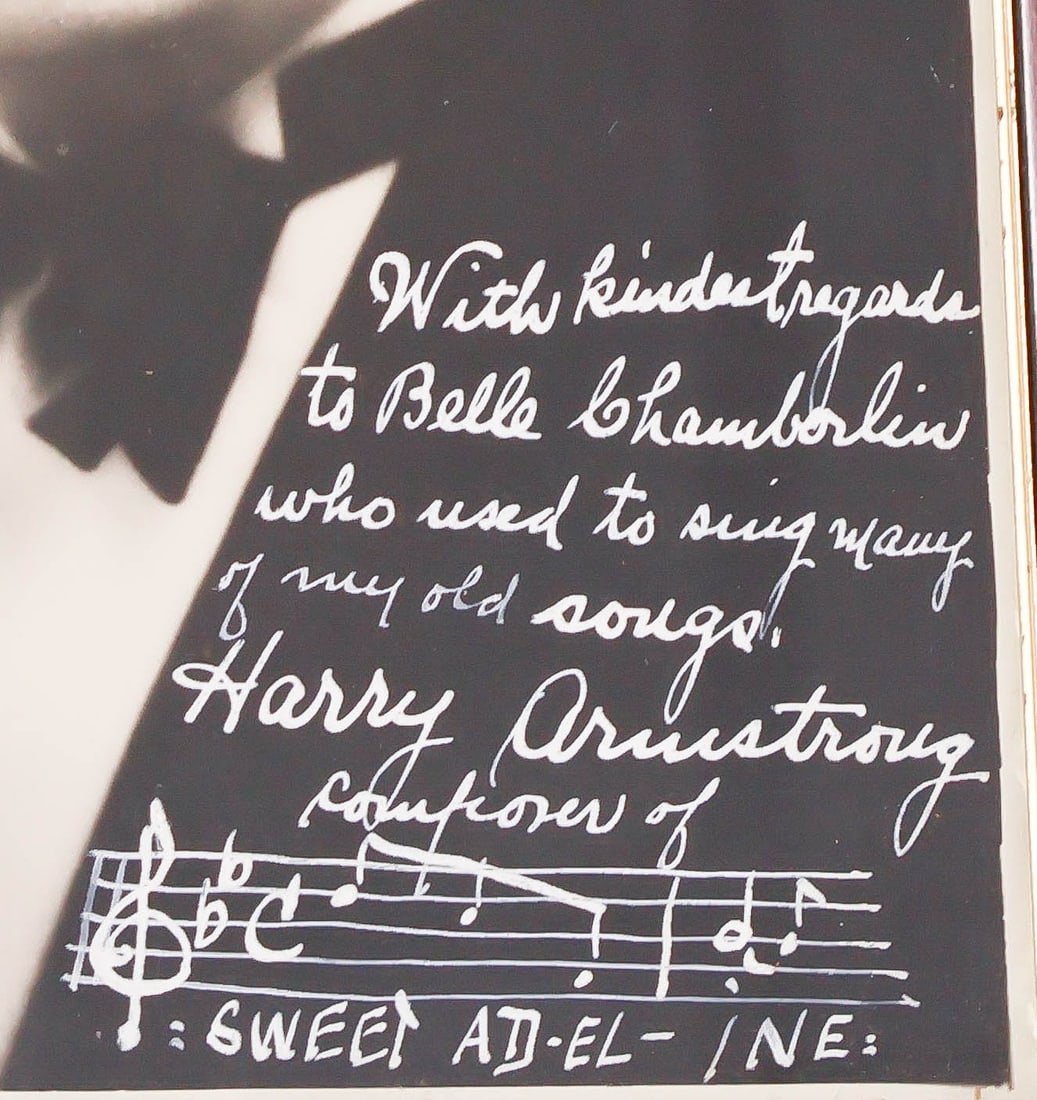 With kindest regards
to Belle Chamberlin
who used to sing many
of my old songs.
Harry Armstrong
composer of
: SWEET AD-EL- INE: